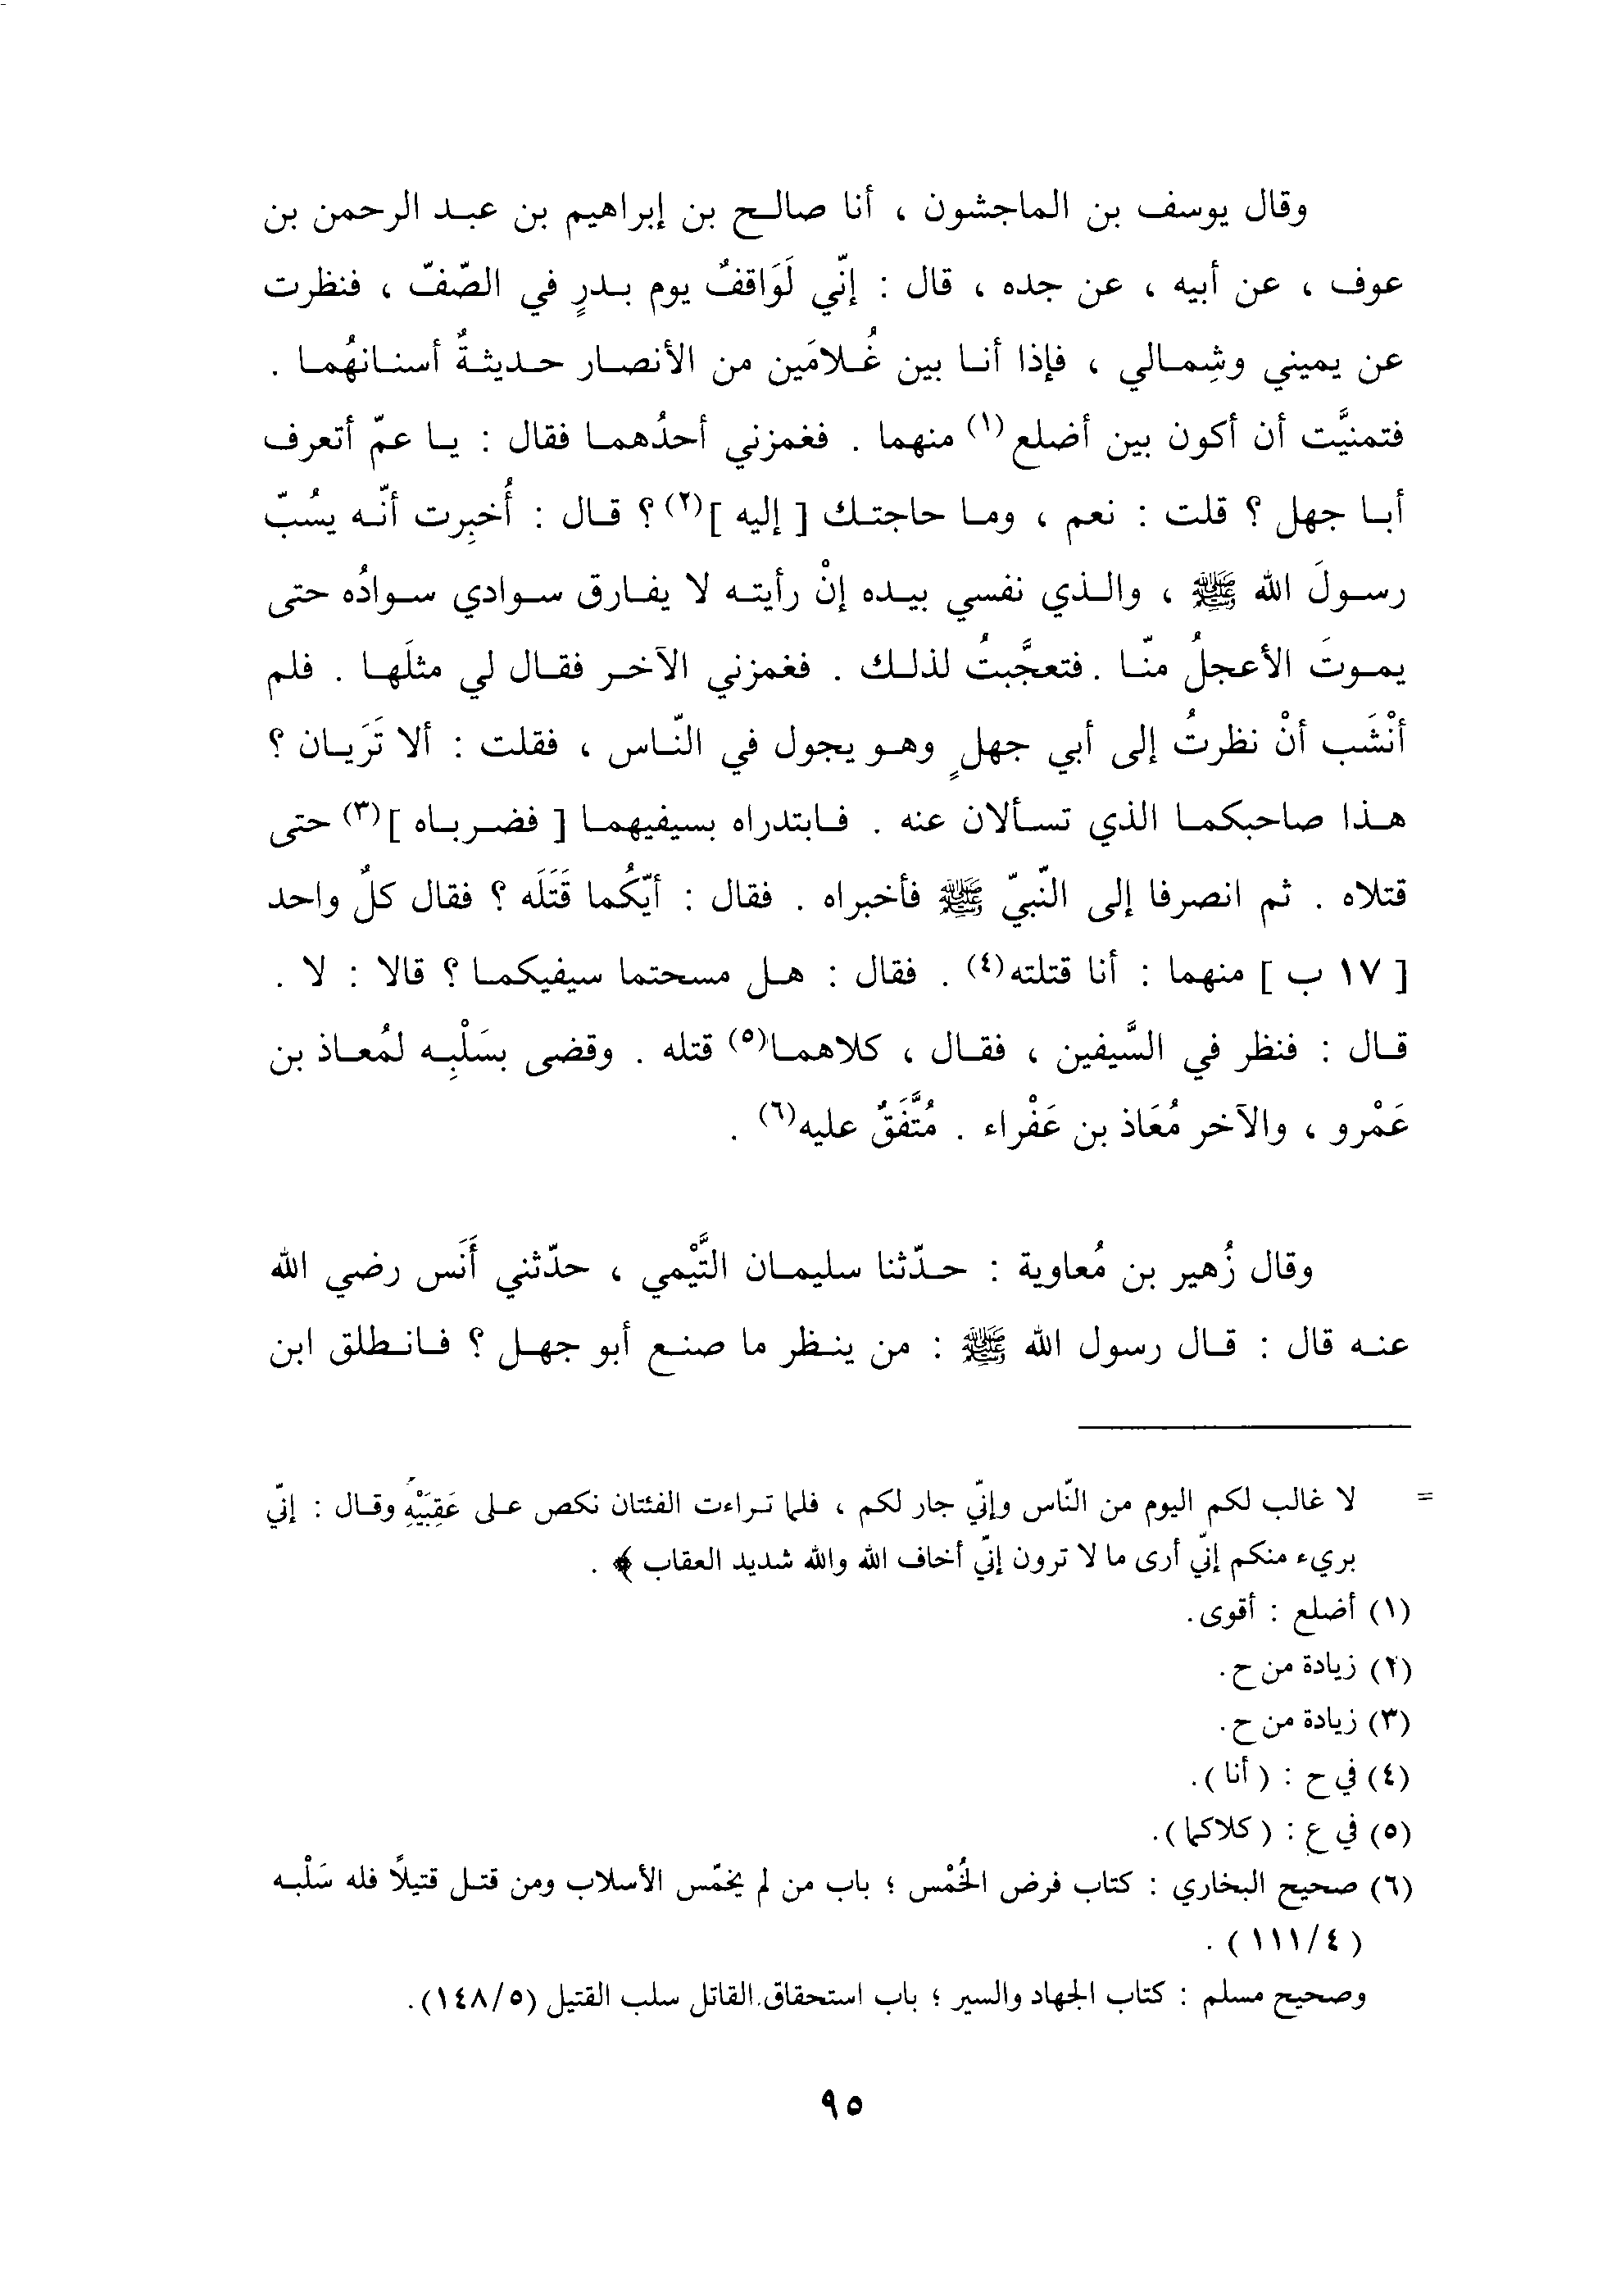 وقال يوسف بن الماجشون ، أنا صالح بن إبراهيم بن عبد الرحمن بن
عوف ، عن أبيه ، عن جده ، قال : إنّي لَوَاقفٌ يوم بدرٍ في الصّفّ ، فنظرت
عن يميني وشِمالي ، فإذا أنا بين غُلامَين من الأنصار حديثةٌ أسنانهُما .
فتمنيَّت أن أكون بين أضلع(١) منهما . فغمزني أحدُهما فقال : يا عمّ أتعرف
أبا جهل ؟ قلت : نعم ، وما حاجتك [ إليه ](٢) ؟ قال : أُخبِرت أنّه يسُبّ
رسولَ الله ﷺ ، والذي نفسي بيده إنْ رأيته لا يفارق سوادي سوادُه حتى
يموتَ الأعجلُ منّا . فتعجَّبتُ لذلك . فغمزني الآخر فقال لي مثلَها . فلم
أنْشَب أنْ نظرتُ إلى أبي جهلٍ وهو يجول في النّاس ، فقلت : ألا تَرَيان ؟
هذا صاحبكما الذي تسألان عنه . فابتدراه بسيفيهما [ فضرباه ](٣) حتى
قتلاه . ثم انصرفا إلى النّبيّ ﷺ فأخبراه . فقال : أيّكُما قَتَلَه ؟ فقال كلٌ واحد
[ ١٧ ب ] منهما : أنا قتلته(٤) . فقال : هل مسحتما سيفيكما ؟ قالا : لا .
قال : فنظر في السَّيفين ، فقال ، كلاهما(٥) قتله . وقضى بسَلْبِه لمُعاذ بن
عَمْرو ، والآخر مُعَاذ بن عَفْراء . مُتَّفَقٌ عليه(٦) .
وقال زُهير بن مُعاوية : حدّثنا سليمان التَّيْمي ، حدّثني أَنَس رضي الله
عنه قال : قال رسول الله ﷺ : من ينظر ما صنع أبو جهل ؟ فانطلق ابن
= لا غالب لكم اليوم من النّاس وإنّي جار لكم ، فلما تراءت الفئتان نكص على عَقِبَيْهِ وقال : إنّي
بريء منكم إنّي أرى ما لا ترون إنّي أخاف الله والله شديد العقاب ﴾ .
(١) أضلع : أقوى.
(٢) زيادة من ح.
(٣) زيادة من ح.
(٤) في ح : (أنا).
(٥) في ع : (كلاكما).
(٦) صحيح البخاري : كتاب فرض الخُمْس ؛ باب من لم يخمّس الأسلاب ومن قتل قتيلًا فله سَلْبه
(٤/١١١) .
وصحيح مسلم : كتاب الجهاد والسير ؛ باب استحقاق القاتل سلب القتيل (٥/١٤٨).
٩٥